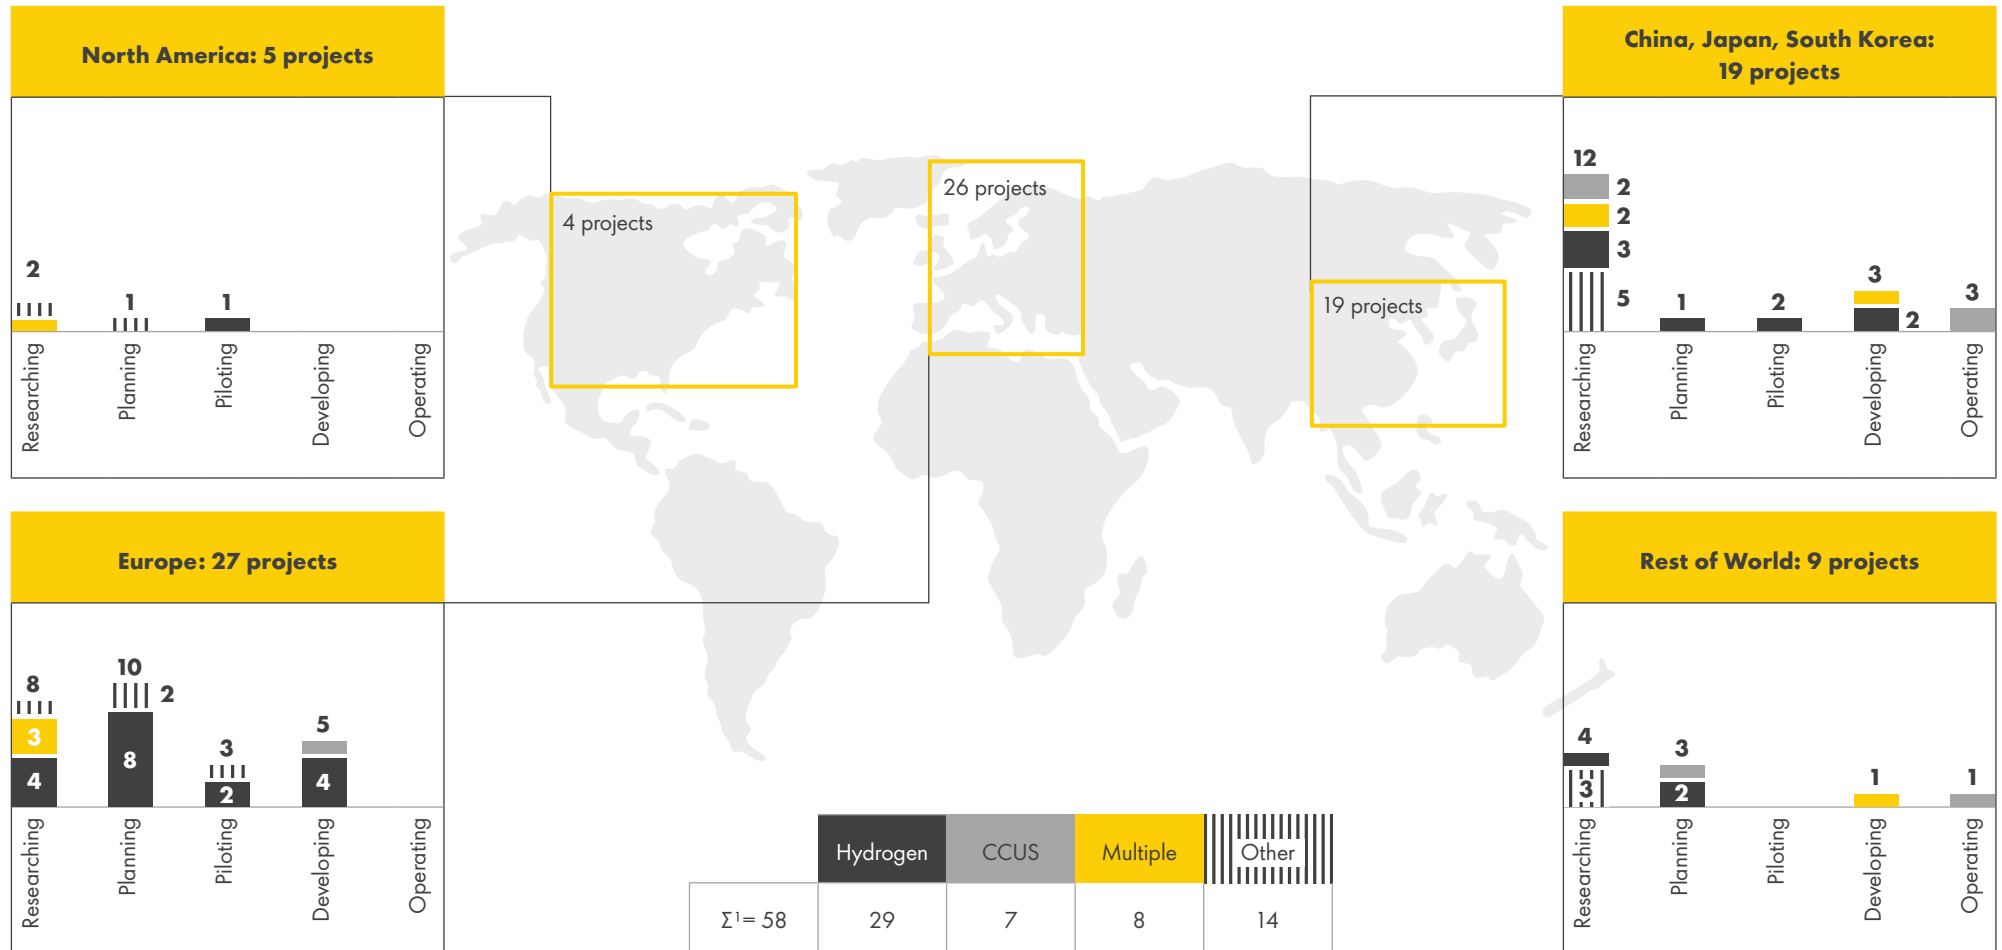 North America: 5 projects
2
1
1
Researching
Planning
Piloting
Developing
Operating
4 projects
26 projects
19 projects
China, Japan, South Korea:
19 projects
12
2
2
3
5
1
2
3
2
3
Researching
Planning
Piloting
Developing
Operating
Europe: 27 projects
8
3
4
10
2
8
3
2
5
4
Researching
Planning
Piloting
Developing
Operating
Rest of World: 9 projects
4
3
3
2
1
1
Researching
Planning
Piloting
Developing
Operating
Hydrogen CCUS Multiple Other
Σ¹= 58 29 7 8 14